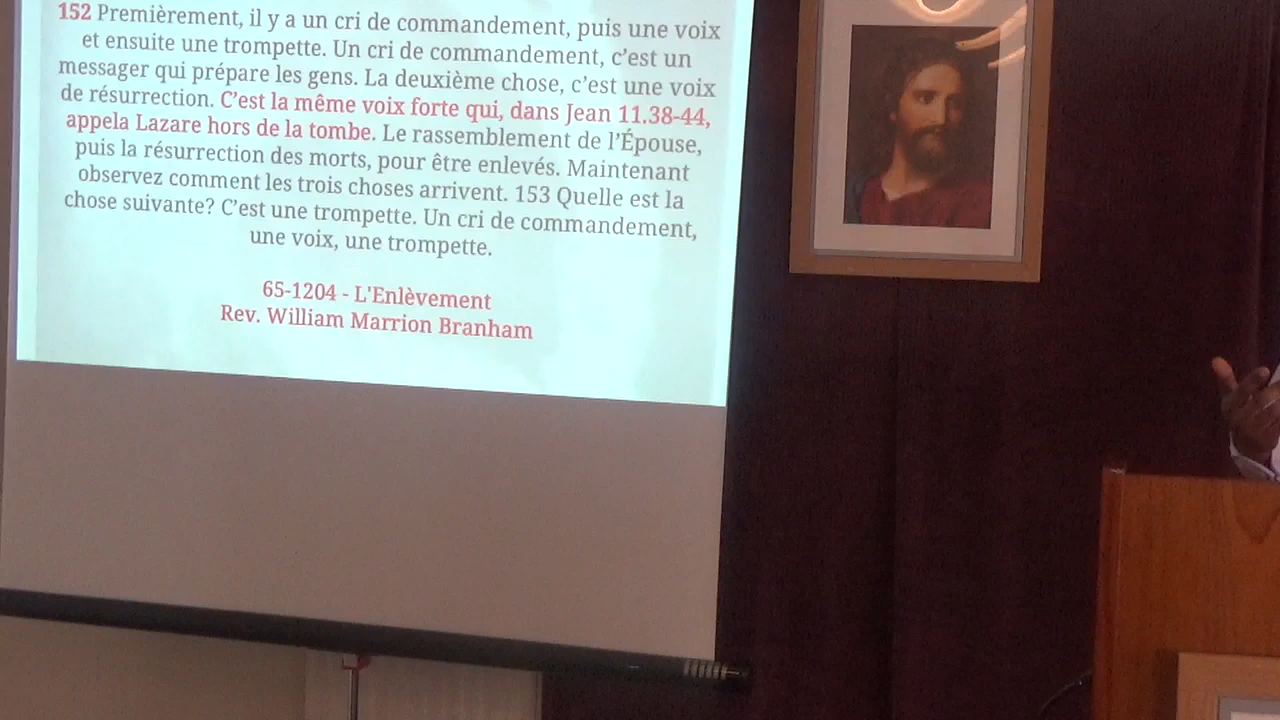 152 Premièrement, il y a un cri de commandement, puis une voix
et ensuite une trompette. Un cri de commandement, c’est un
messager qui prépare les gens. La deuxième chose, c’est une voix
de résurrection. C’est la même voix forte qui, dans Jean 11.38-44,
appela Lazare hors de la tombe. Le rassemblement de l’Épouse,
puis la résurrection des morts, pour être enlevés. Maintenant
observez comment les trois choses arrivent. 153 Quelle est la
chose suivante? C’est une trompette. Un cri de commandement,
une voix, une trompette.
65-1204 - L'Enlèvement
Rev. William Marrion Branham